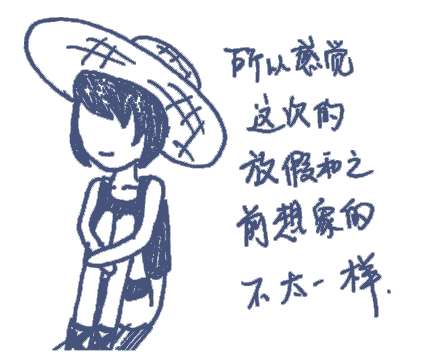 所以感觉
这次的
放假和之
前想象的
不太一样.